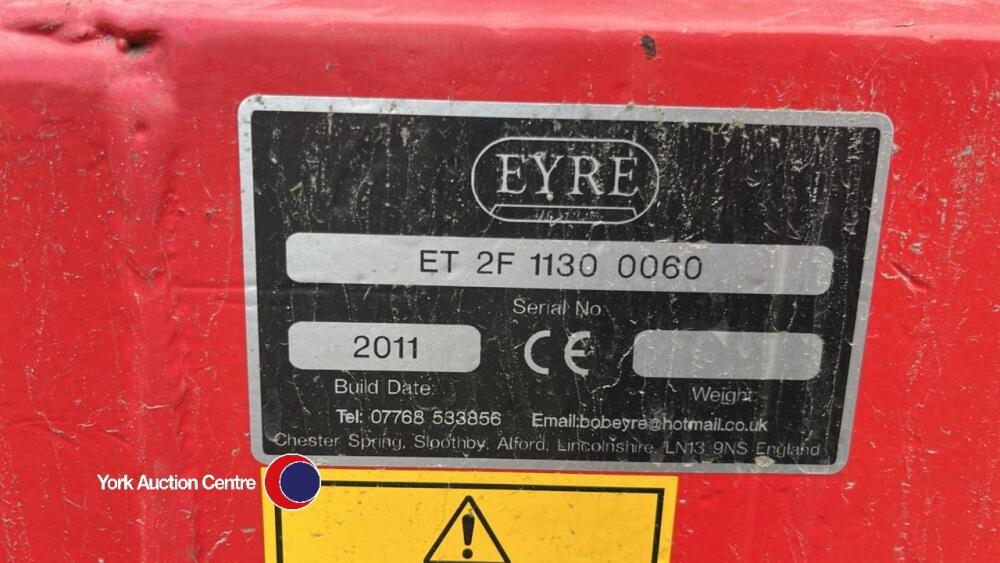 EYRE
ET 2F 1130 0060
Serial No.
2011
CE
Build Date:
Weight:
Tel: 07768 533856 Email:bobeyre@hotmail.co.uk
Chester Spring, Sloothby, Alford, Lincolnshire, LN13 9NS England
York Auction Centre
!